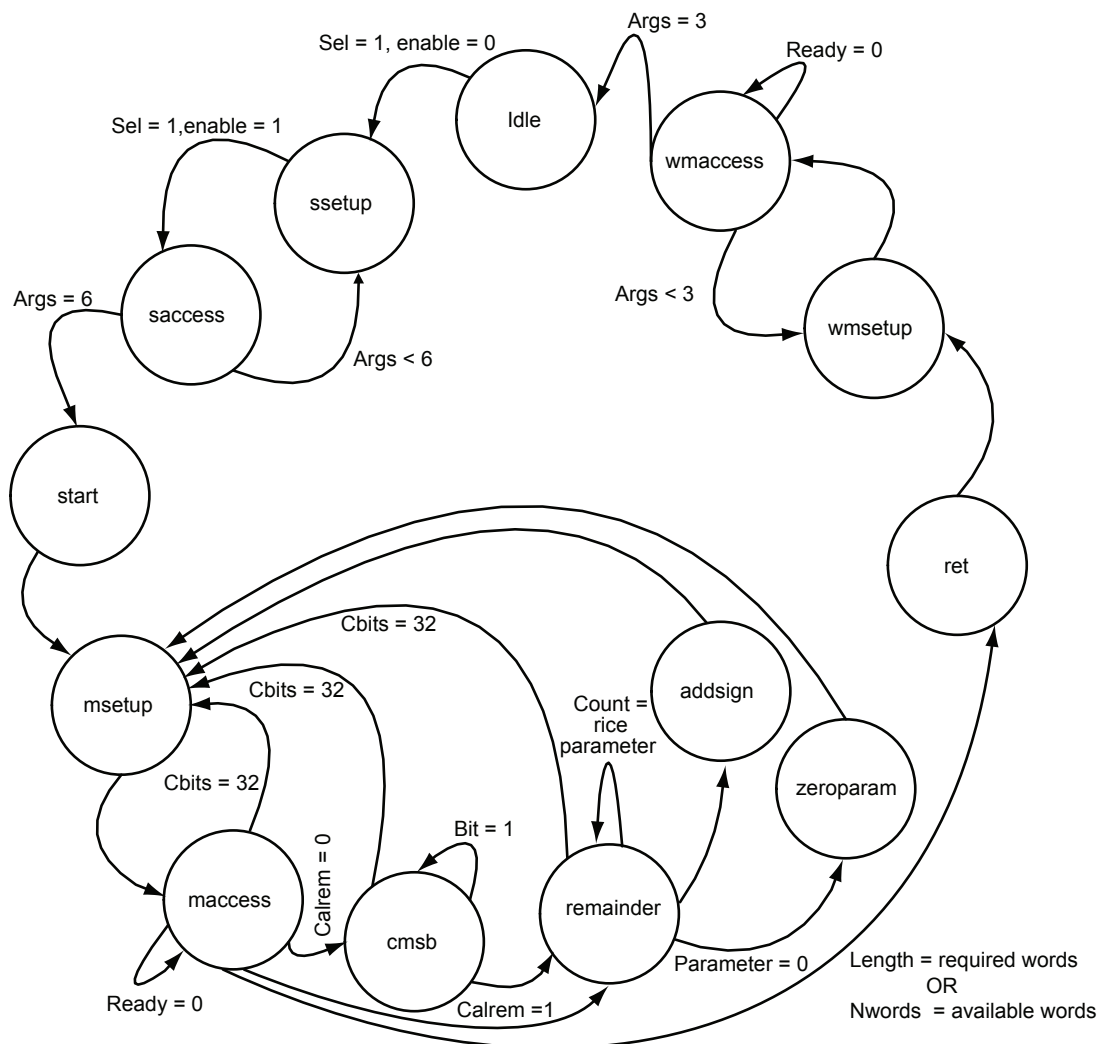 Args = 3
Sel = 1, enable = 0
Ready = 0
Idle
Sel = 1,enable = 1
wmaccess
ssetup
Args < 3
Args = 6
saccess
wmsetup
Args < 6
start
ret
Cbits = 32
Cbits = 32
addsign
msetup
Count =
rice
parameter
Cbits = 32
zeroparam
Bit = 1
Calrem = 0
maccess
remainder
cmsb
Parameter = 0
Length = required words
OR
Nwords = available words
Ready = 0
Calrem =1